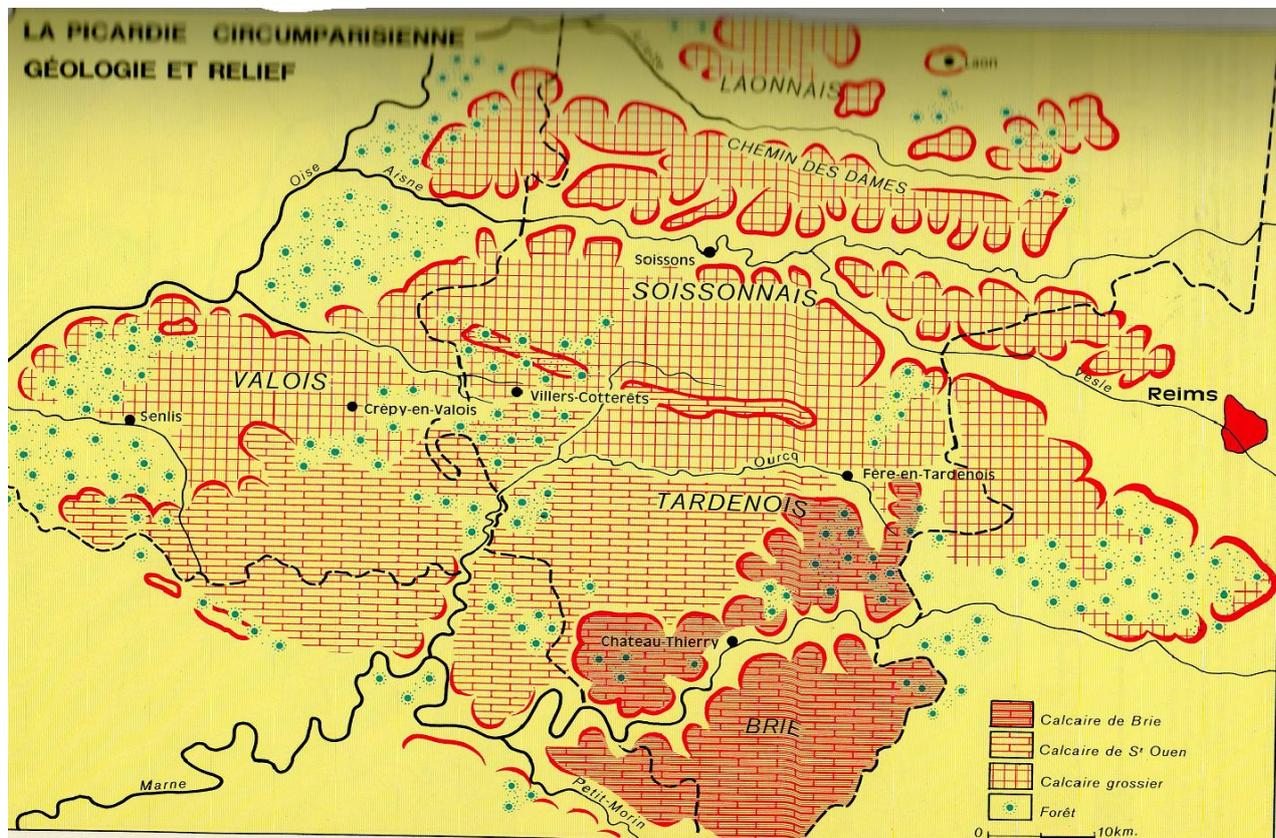 LA PICARDIE CIRCUMPARISIENNE
GÉOLOGIE ET RELIEF
Laon
LAONNAIS
CHEMIN DES DAMES
Oise
Aisne
Soissons
SOISSONNAIS
VALOIS
Villers-Cotterêts
Crèpy-en-Valois
Senlis
Vesle
Reims
Ourcq
Fère-en-Tardenois
TARDENOIS
Chateau-Thierry
BRIE
Marne
Petit-Morin
Calcaire de Brie
Calcaire de Sᵗ Ouen
Calcaire grossier
Forêt
0 10km.